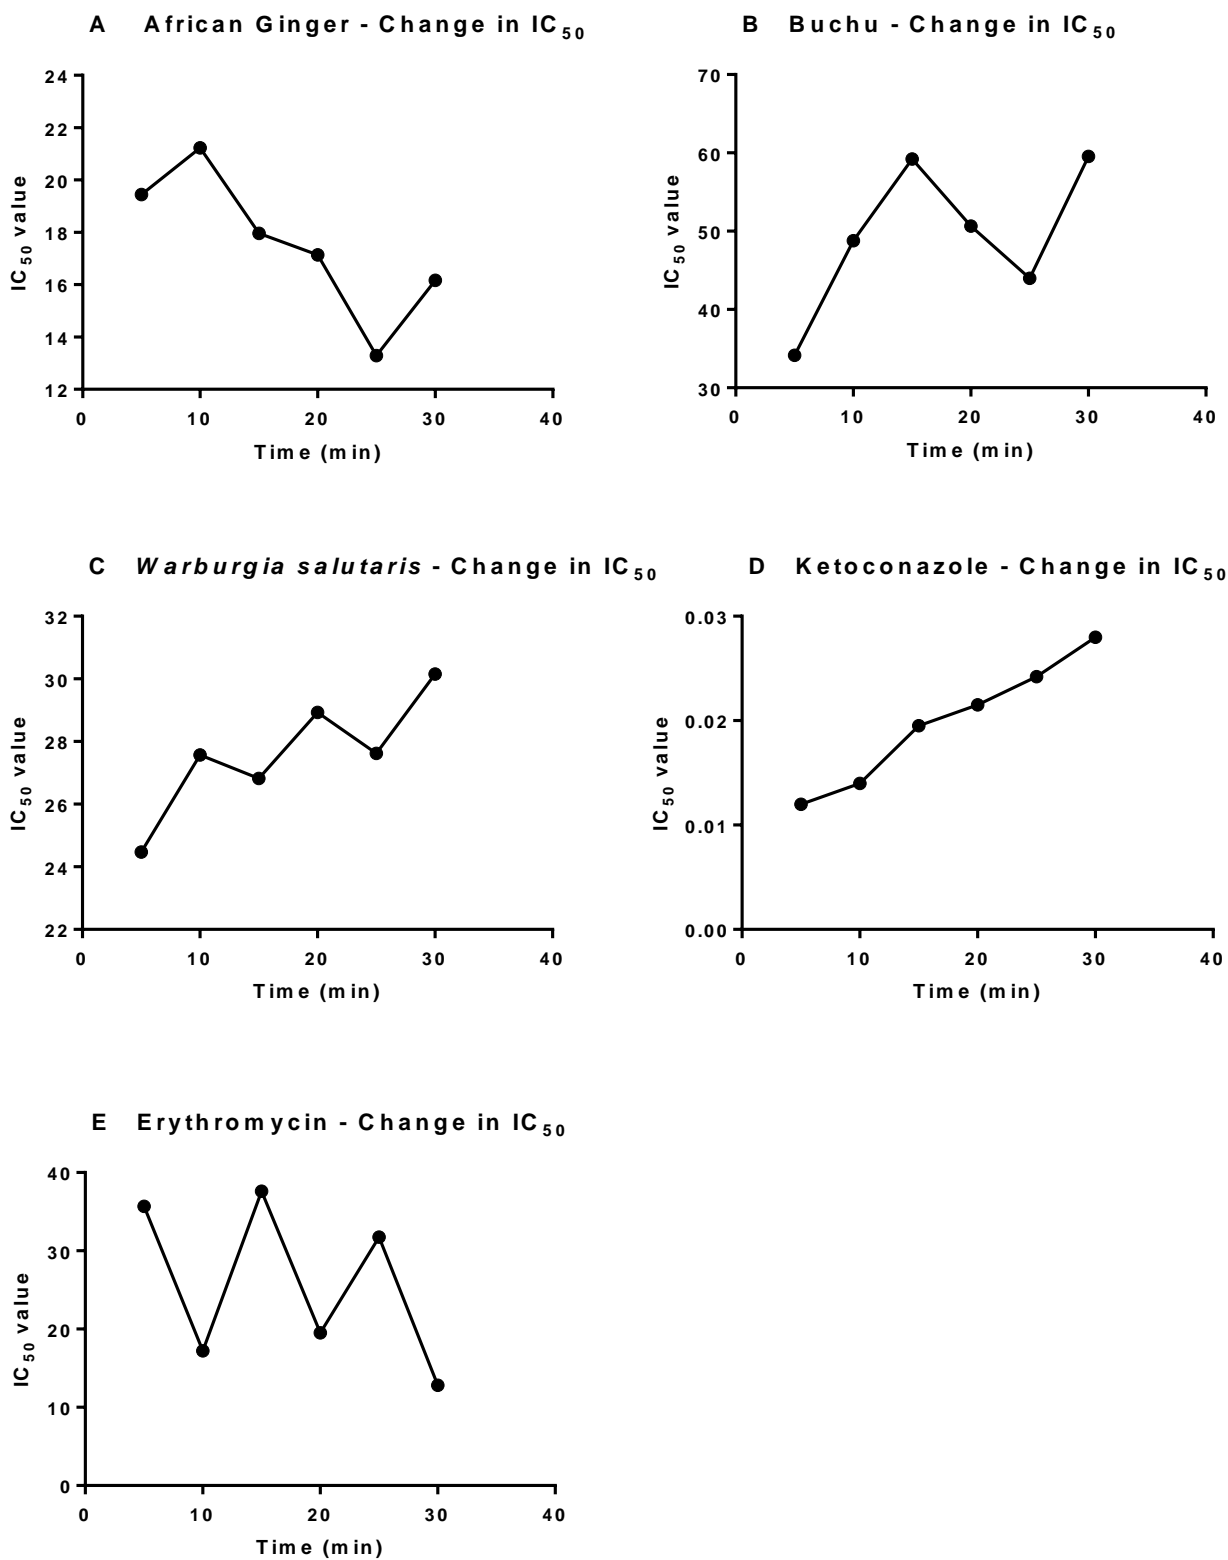 A African Ginger - Change in IC50
24
22
20
18
16
14
12
IC50 value
0 10 20 30 40
Time (min)
B Buchu - Change in IC50
70
60
50
40
30
IC50 value
0 10 20 30 40
Time (min)
C Warburgia salutaris - Change in IC50
32
30
28
26
24
22
IC50 value
0 10 20 30 40
Time (min)
D Ketoconazole - Change in IC50
0.03
0.02
0.01
0.00
IC50 value
0 10 20 30 40
Time (min)
E Erythromycin - Change in IC50
40
30
20
10
0
IC50 value
0 10 20 30 40
Time (min)